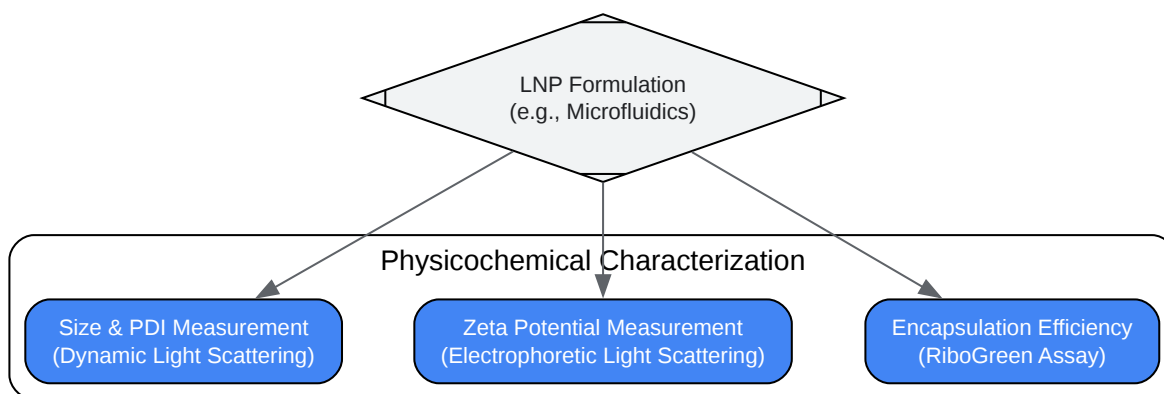 LNP Formulation
(e.g., Microfluidics)
Physicochemical Characterization
Size & PDI Measurement
(Dynamic Light Scattering)
Zeta Potential Measurement
(Electrophoretic Light Scattering)
Encapsulation Efficiency
(RiboGreen Assay)